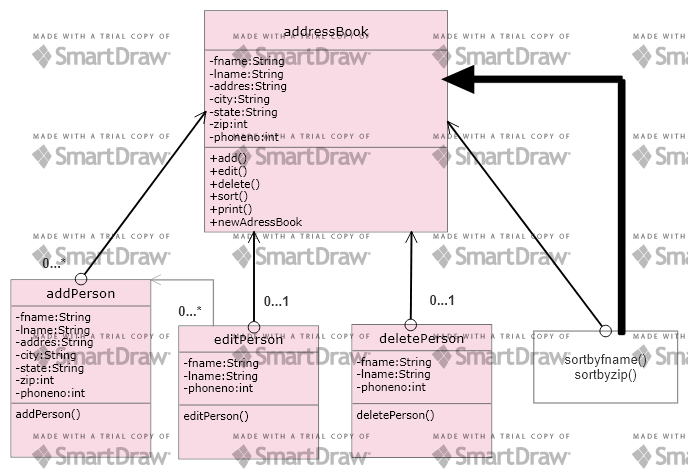 addressBook
-fname:String
-lname:String
-addres:String
-city:String
-state:String
-zip:int
-phoneno:int
+add()
+edit()
+delete()
+sort()
+print()
+newAdressBook
0...*
addPerson
-fname:String
-lname:String
-addres:String
-city:String
-state:String
-zip:int
-phoneno:int
addPerson()
0...*
0...1
editPerson
-fname:String
-lname:String
-phoneno:int
editPerson()
0...1
deletePerson
-fname:String
-lname:String
-phoneno:int
deletePerson()
sortbyfname()
sortbyzip()
MADE WITH A TRIAL COPY OF
SmartDraw